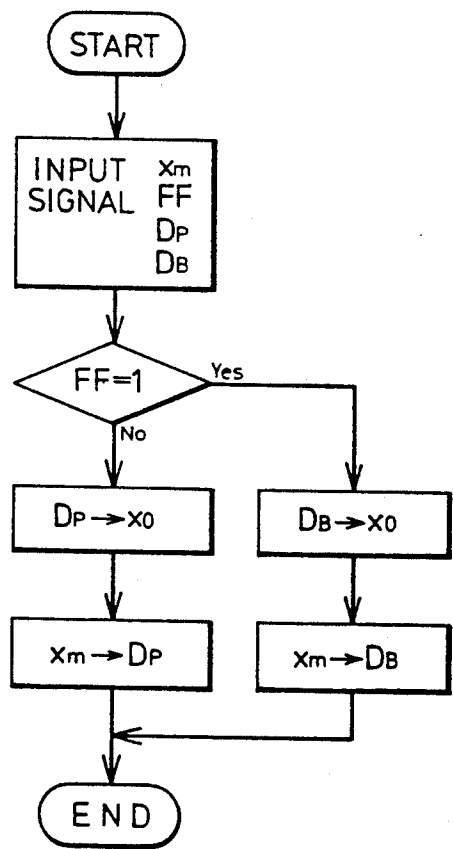 START
INPUT xm
SIGNAL FF
DP
DB
FF=1
Yes
No
DP→x0
DB→x0
xm→DP
xm→DB
END